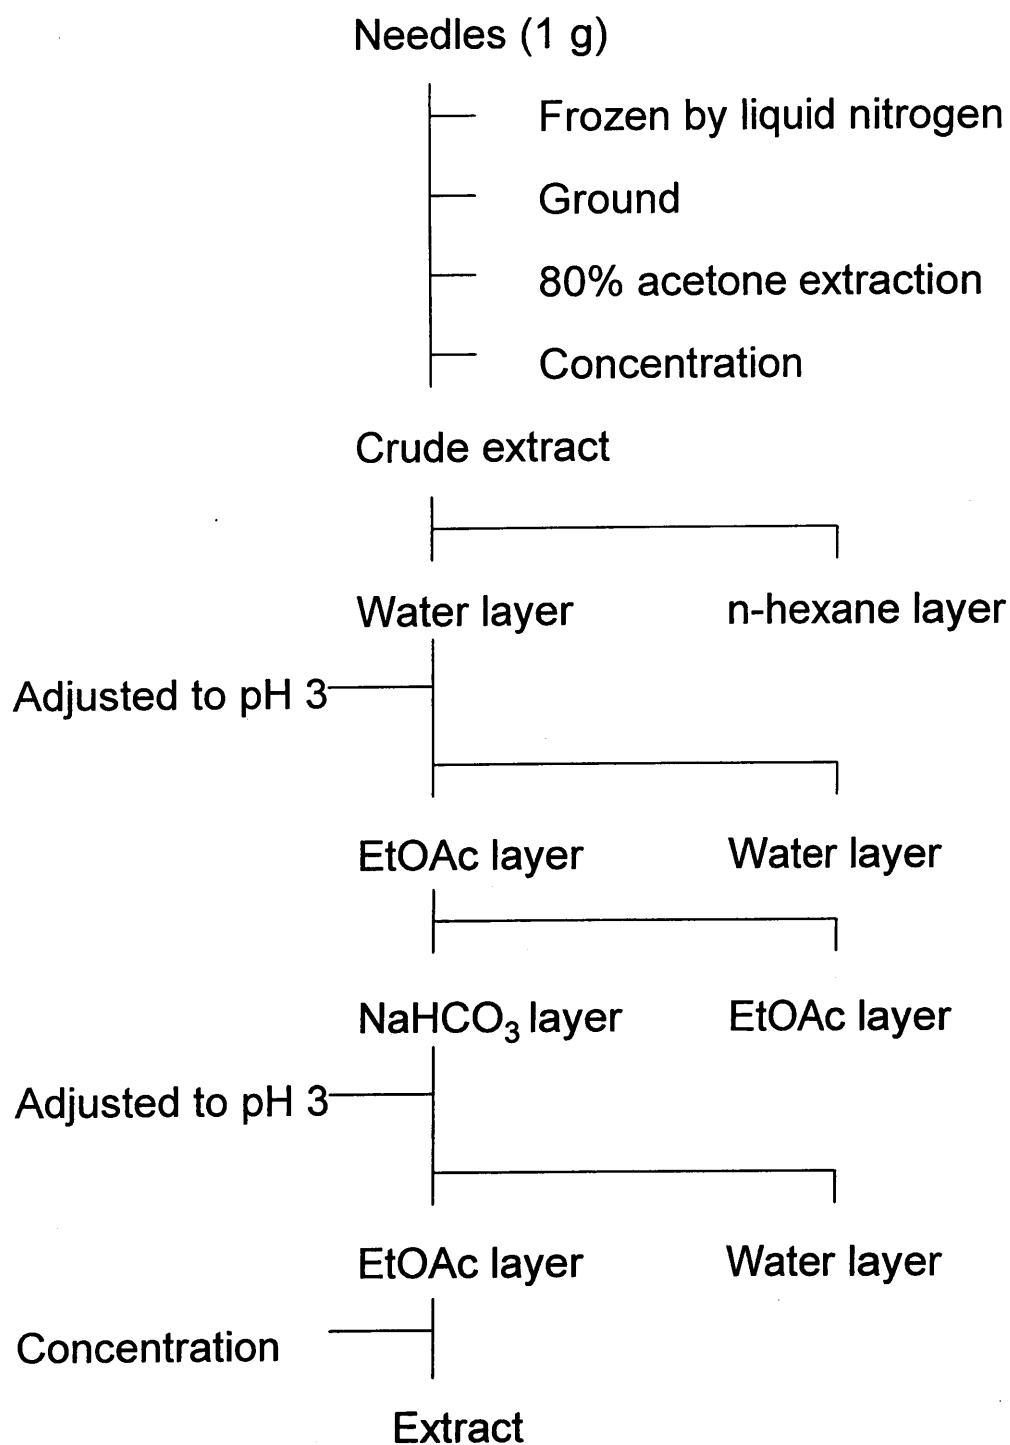 Needles (1 g)
Frozen by liquid nitrogen
Ground
80% acetone extraction
Concentration
Crude extract
Water layer n-hexane layer
Adjusted to pH 3
EtOAc layer Water layer
NaHCO₃ layer EtOAc layer
Adjusted to pH 3
EtOAc layer Water layer
Concentration
Extract